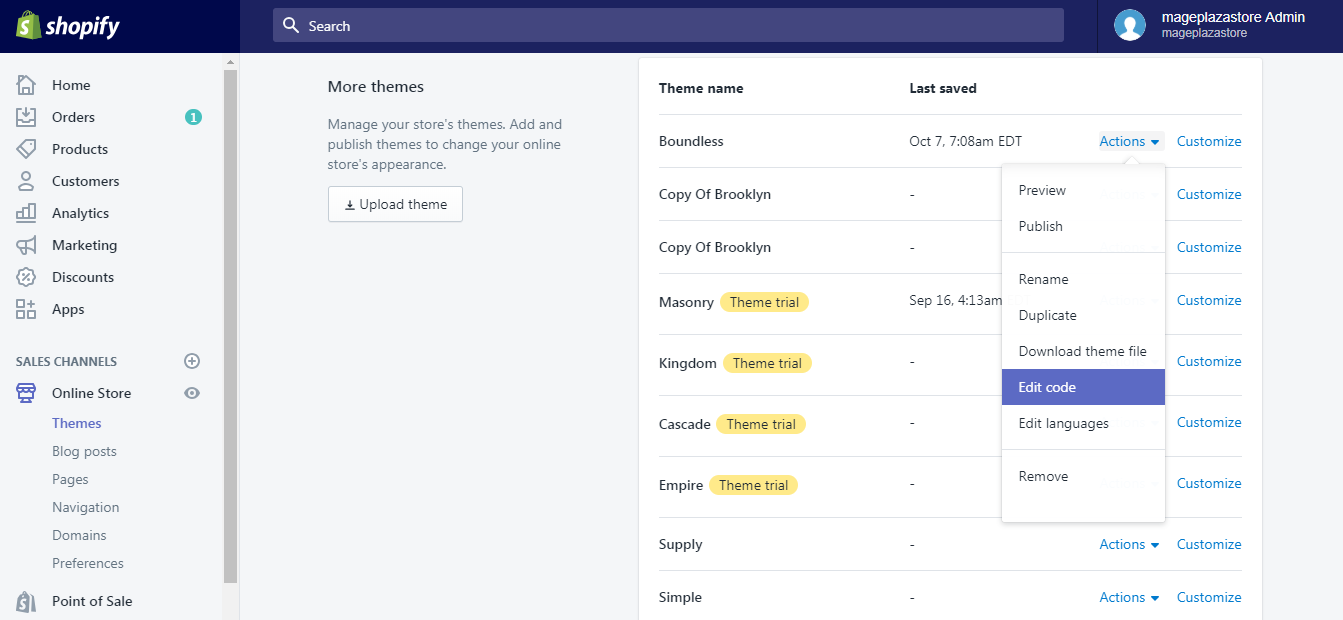 shopify
Search
mageplazastore Admin
mageplazastore
Home
Orders 1
Products
Customers
Analytics
Marketing
Discounts
Apps
SALES CHANNELS
Online Store
Themes
Blog posts
Pages
Navigation
Domains
Preferences
Point of Sale
More themes
Manage your store's themes. Add and
publish themes to change your online
store's appearance.
Upload theme
Theme name Last saved
Boundless Oct 7, 7:08am EDT Actions Customize
Copy Of Brooklyn - Customize
Copy Of Brooklyn - Customize
Masonry Theme trial Sep 16, 4:13am Customize
Kingdom Theme trial - Customize
Cascade Theme trial - Customize
Empire Theme trial - Customize
Supply - Actions Customize
Simple - Actions Customize
Preview
Publish
Rename
Duplicate
Download theme file
Edit code
Edit languages
Remove